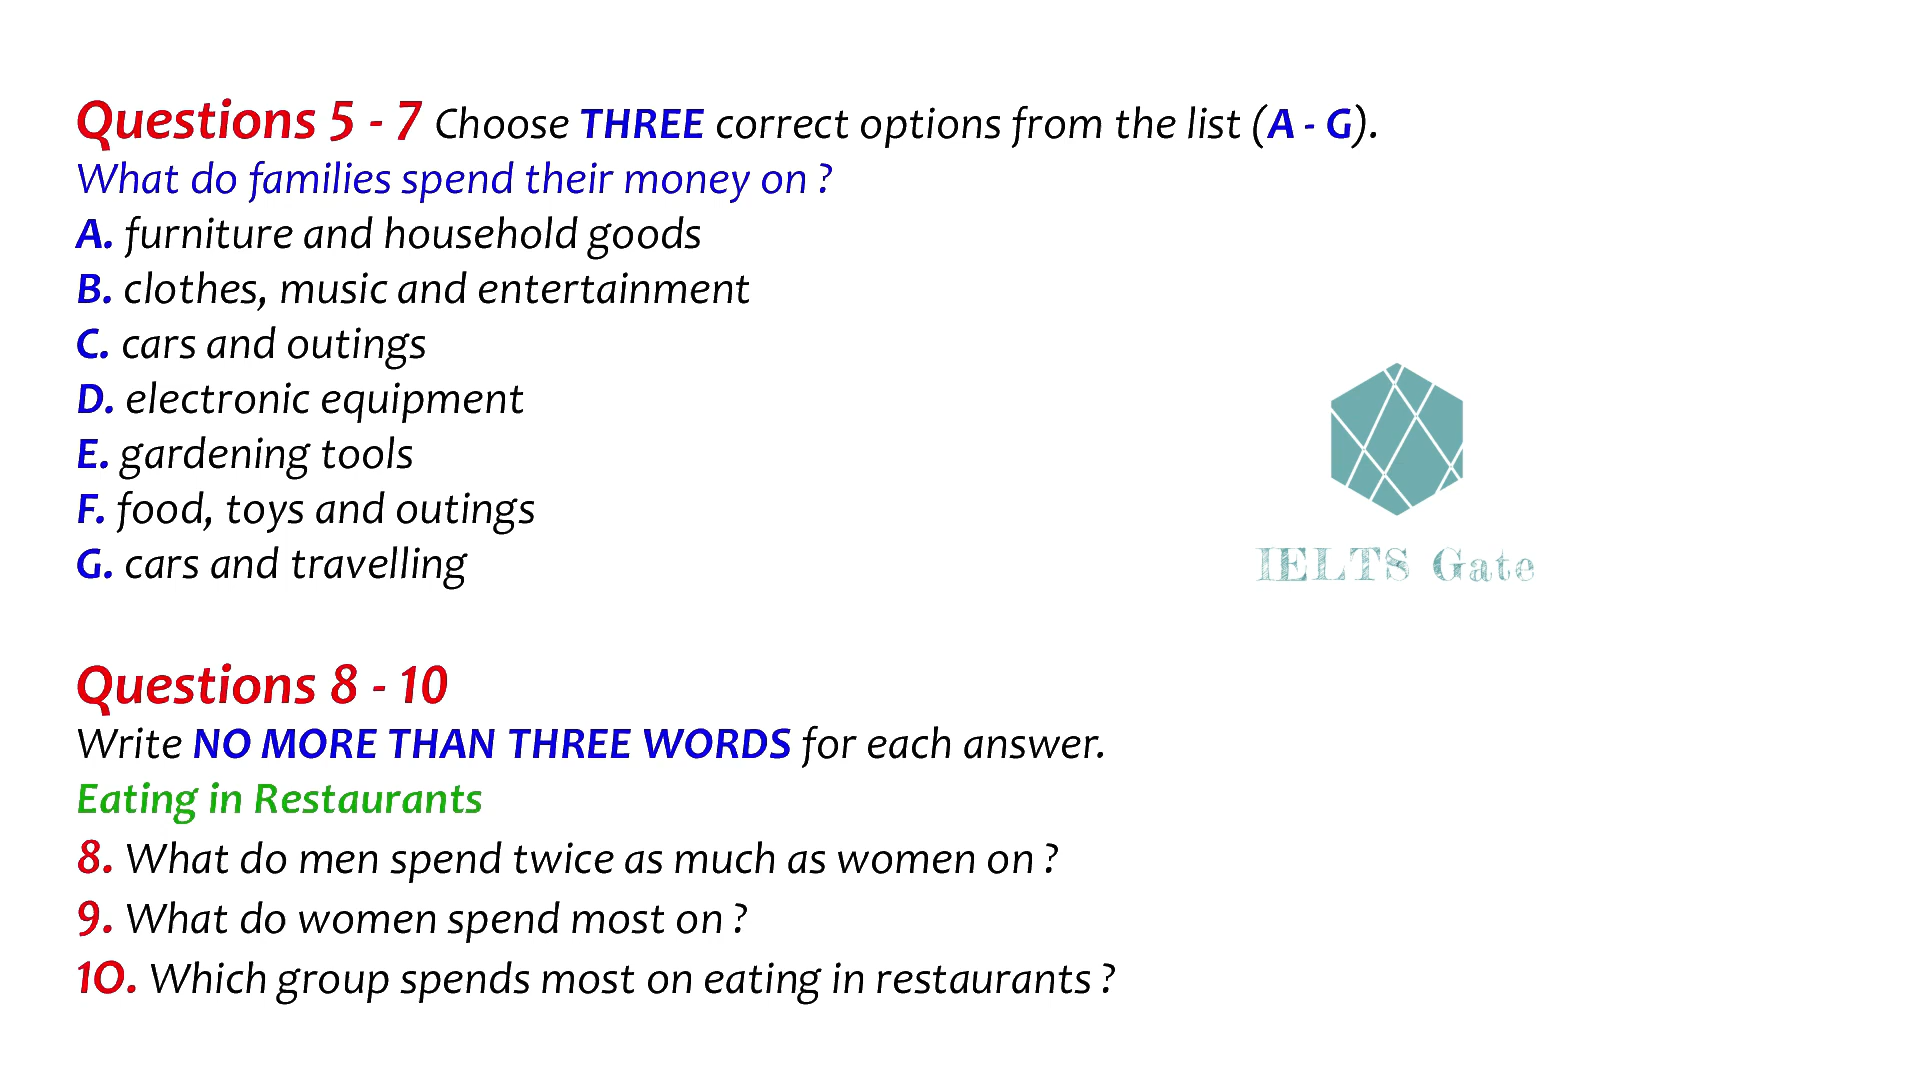 Questions 5 - 7 Choose THREE correct options from the list (A - G).
What do families spend their money on ?
A. furniture and household goods
B. clothes, music and entertainment
C. cars and outings
D. electronic equipment
E. gardening tools
F. food, toys and outings
G. cars and travelling
IELTS Gate
Questions 8 - 10
Write NO MORE THAN THREE WORDS for each answer.
Eating in Restaurants
8. What do men spend twice as much as women on ?
9. What do women spend most on ?
10. Which group spends most on eating in restaurants ?